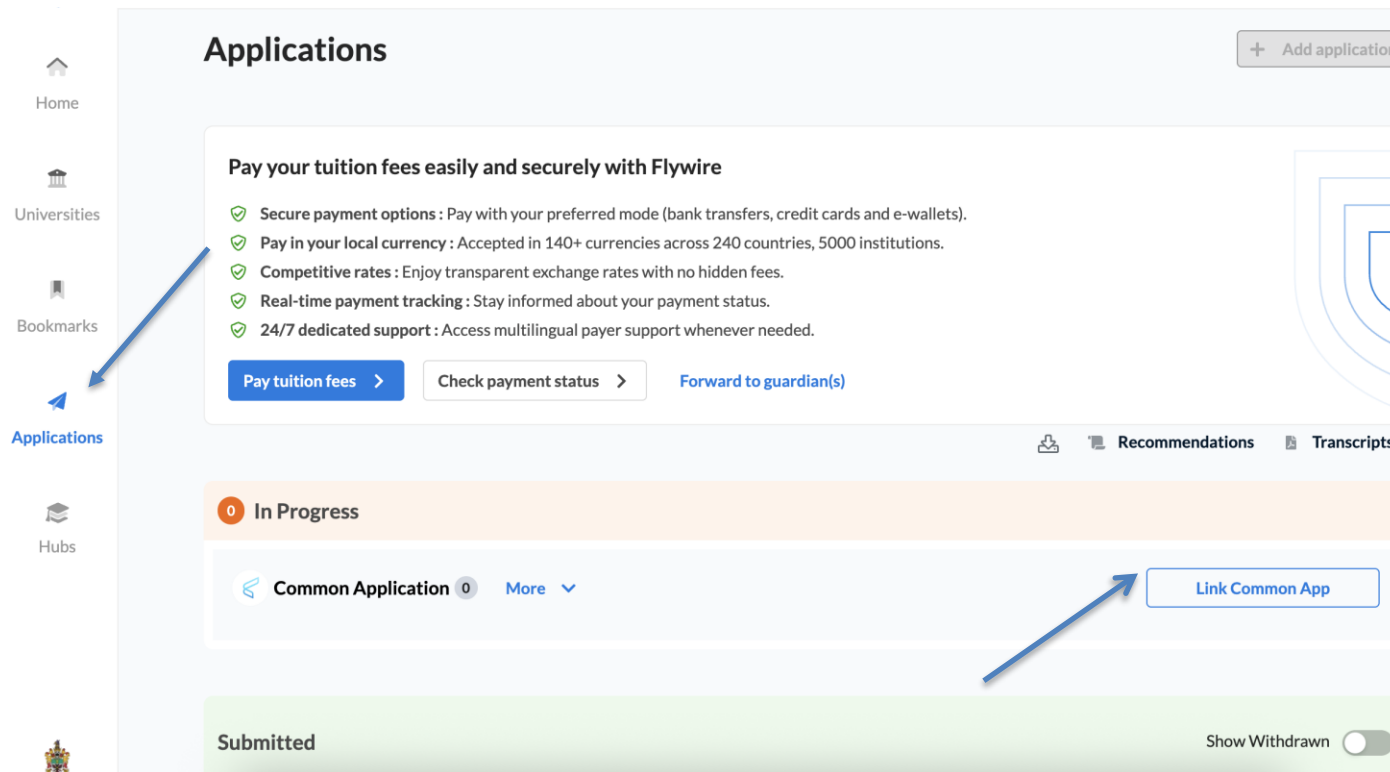 Applications
+ Add application
Home
Universities
Bookmarks
Applications
Hubs
Pay your tuition fees easily and securely with Flywire
Secure payment options : Pay with your preferred mode (bank transfers, credit cards and e-wallets).
Pay in your local currency : Accepted in 140+ currencies across 240 countries, 5000 institutions.
Competitive rates : Enjoy transparent exchange rates with no hidden fees.
Real-time payment tracking : Stay informed about your payment status.
24/7 dedicated support : Access multilingual payer support whenever needed.
Pay tuition fees
Check payment status
Forward to guardian(s)
Recommendations
Transcripts
0 In Progress
Common Application 0 More
Link Common App
Submitted
Show Withdrawn